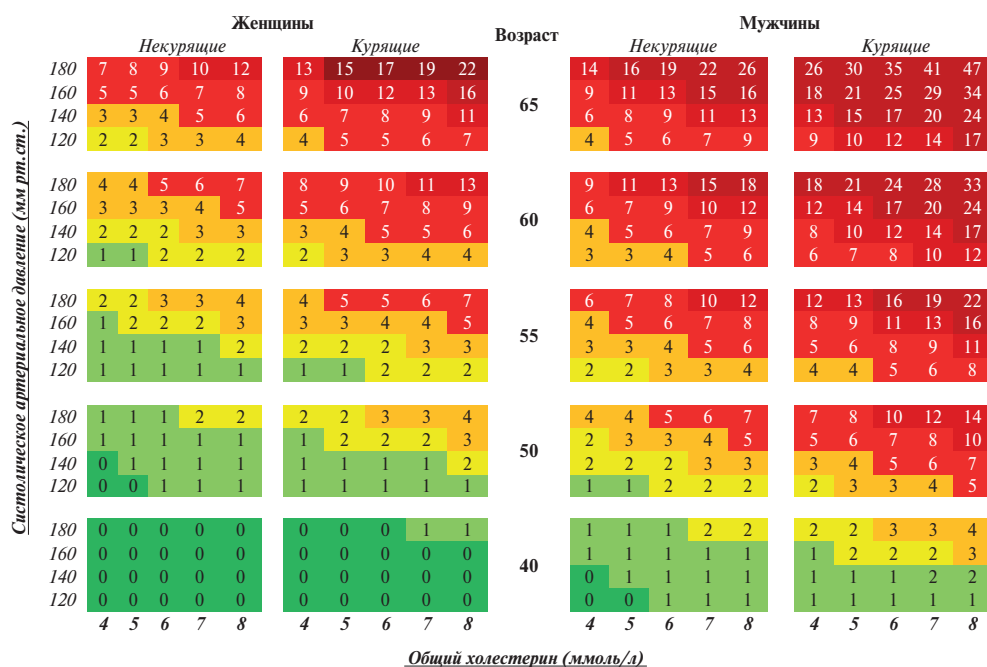 Женщины Возраст Мужчины
Некурящие Курящие Некурящие Курящие
Систолическое артериальное давление (мм рт.ст.)
180 7 8 9 10 12 13 15 17 19 22 14 16 19 22 26 26 30 35 41 47
160 5 5 6 7 8 9 10 12 13 16 65 9 11 13 15 16 18 21 25 29 34
140 3 3 4 5 6 6 7 8 9 11 6 8 9 11 13 13 15 17 20 24
120 2 2 3 3 4 4 5 5 6 7 4 5 6 7 9 9 10 12 14 17
180 4 4 5 6 7 8 9 10 11 13 9 11 13 15 18 18 21 24 28 33
160 3 3 3 4 5 5 6 7 8 9 60 6 7 9 10 12 12 14 17 20 24
140 2 2 2 3 3 3 4 5 5 6 4 5 6 7 9 8 10 12 14 17
120 1 1 2 2 2 2 3 3 4 4 3 3 4 5 6 6 7 8 10 12
180 2 2 3 3 4 4 5 5 6 7 6 7 8 10 12 12 13 16 19 22
160 1 2 2 2 3 3 3 4 4 5 55 4 5 6 7 8 8 9 11 13 16
140 1 1 1 1 2 2 2 2 3 3 3 3 4 5 6 5 6 8 9 11
120 1 1 1 1 1 1 1 2 2 2 2 2 3 3 4 4 4 5 6 8
180 1 1 1 2 2 2 2 3 3 4 4 4 5 6 7 7 8 10 12 14
160 1 1 1 1 1 1 2 2 2 3 50 2 3 3 4 5 5 6 7 8 10
140 0 1 1 1 1 1 1 1 1 2 2 2 2 3 3 3 4 5 6 7
120 0 0 1 1 1 1 1 1 1 1 1 1 2 2 2 2 3 3 4 5
180 0 0 0 0 0 0 0 0 1 1 1 1 1 2 2 2 2 3 3 4
160 0 0 0 0 0 0 0 0 0 0 40 1 1 1 1 1 1 2 2 2 3
140 0 0 0 0 0 0 0 0 0 0 0 1 1 1 1 1 1 1 2 2
120 0 0 0 0 0 0 0 0 0 0 0 0 1 1 1 1 1 1 1 1
4 5 6 7 8 4 5 6 7 8 4 5 6 7 8 4 5 6 7 8
Общий холестерин (ммоль/л)